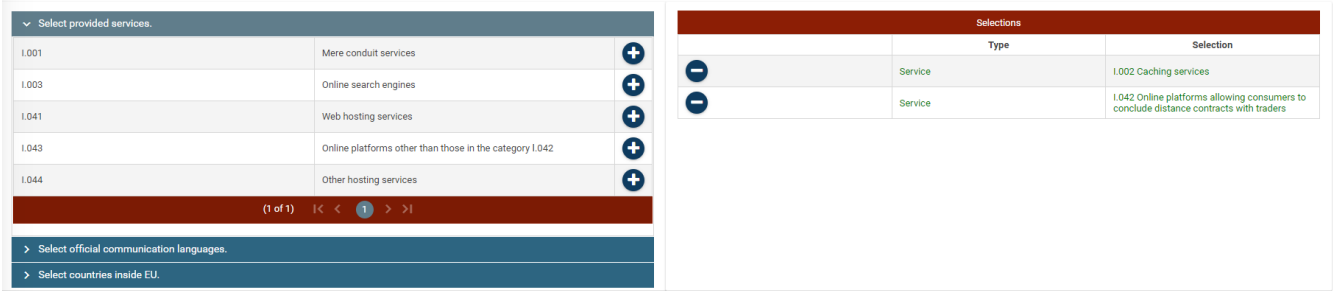 Select provided services.
I.001 Mere conduit services
I.003 Online search engines
I.041 Web hosting services
I.043 Online platforms other than those in the category I.042
I.044 Other hosting services
(1 of 1) 1
Select official communication languages.
Select countries inside EU.
Selections
Type Selection
Service I.002 Caching services
Service I.042 Online platforms allowing consumers to
conclude distance contracts with traders